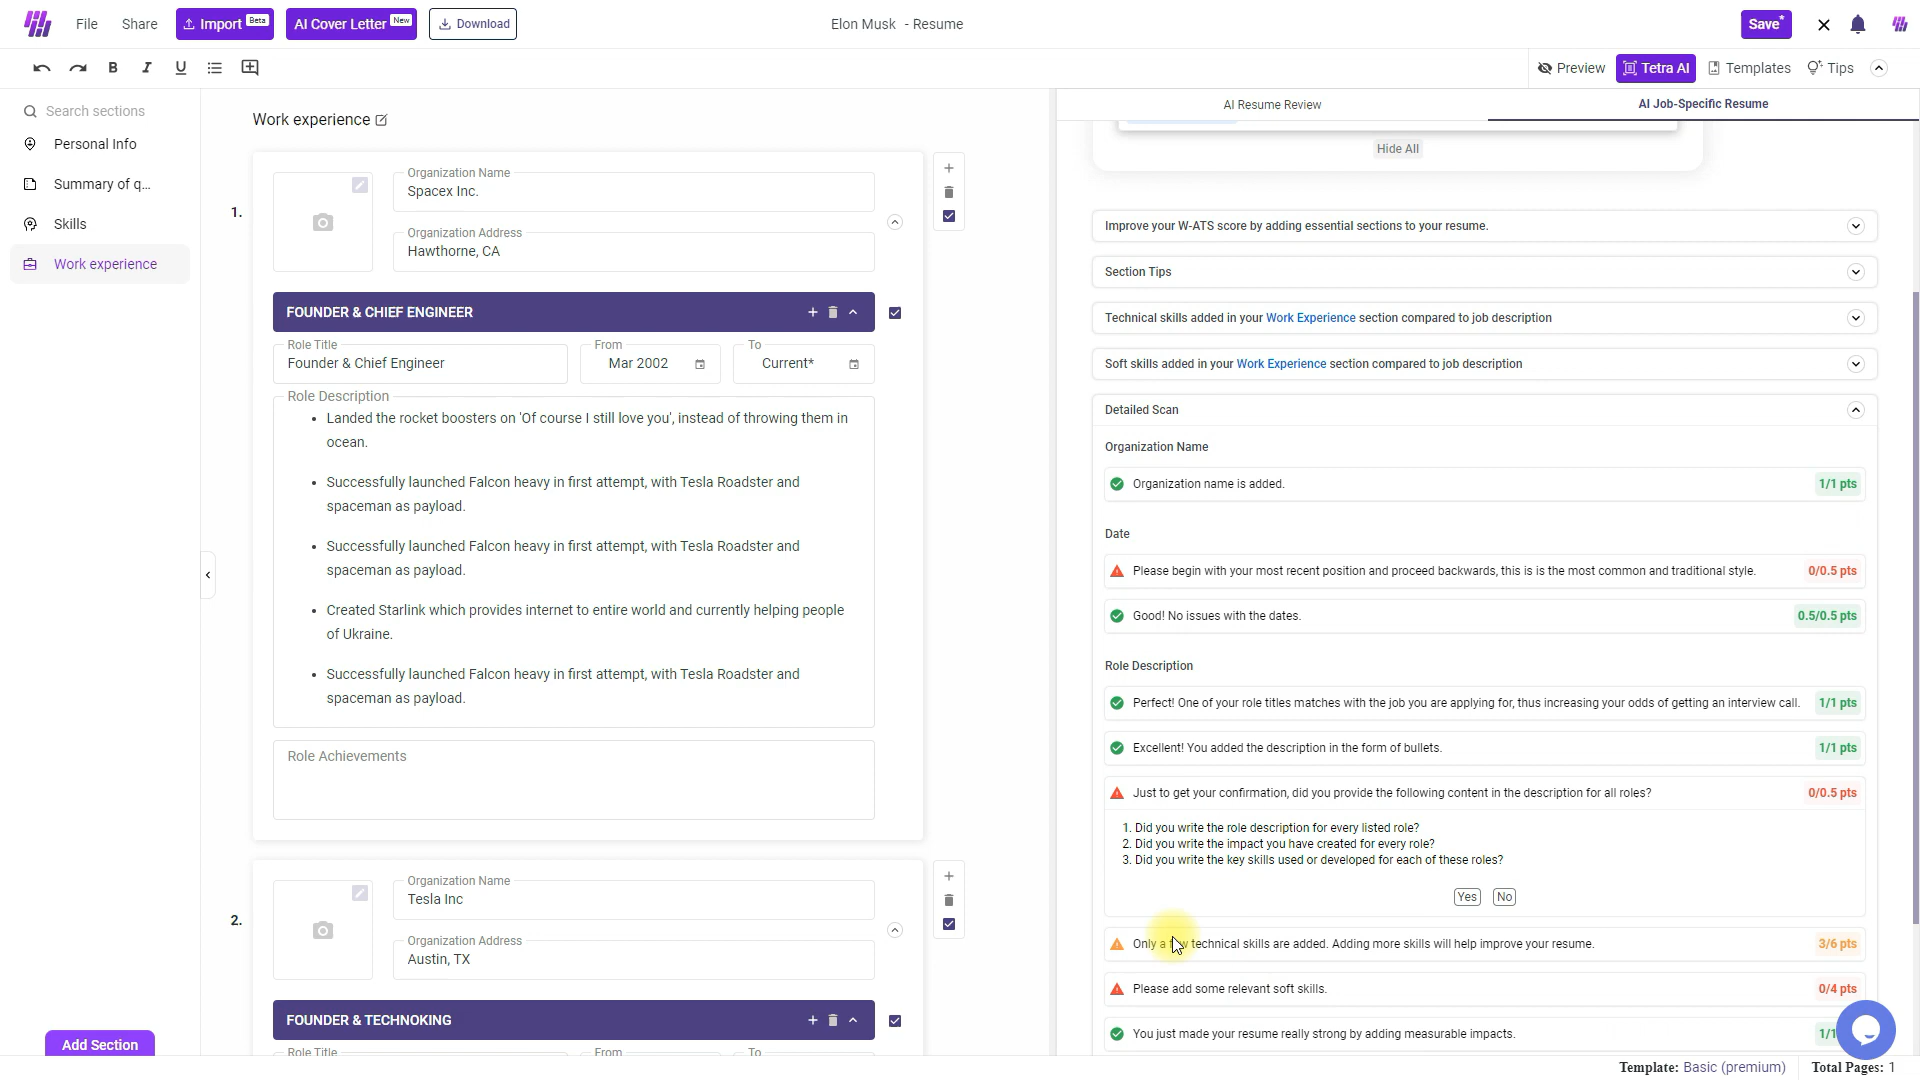 File
Share
Import Beta
AI Cover Letter New
Download
Elon Musk - Resume
Save*
B I U
Preview
Tetra AI
Templates
Tips
Search sections
Personal Info
Summary of q...
Skills
Work experience
Add Section
Work experience
1.
Organization Name
Spacex Inc.
Organization Address
Hawthorne, CA
FOUNDER & CHIEF ENGINEER
Role Title
Founder & Chief Engineer
From
Mar 2002
To
Current*
Role Description
• Landed the rocket boosters on 'Of course I still love you', instead of throwing them in
ocean.
• Successfully launched Falcon heavy in first attempt, with Tesla Roadster and
spaceman as payload.
• Successfully launched Falcon heavy in first attempt, with Tesla Roadster and
spaceman as payload.
• Created Starlink which provides internet to entire world and currently helping people
of Ukraine.
• Successfully launched Falcon heavy in first attempt, with Tesla Roadster and
spaceman as payload.
Role Achievements
2.
Organization Name
Tesla Inc
Organization Address
Austin, TX
FOUNDER & TECHNOKING
Role Title
From
To
AI Resume Review
AI Job-Specific Resume
Hide All
Improve your W-ATS score by adding essential sections to your resume.
Section Tips
Technical skills added in your Work Experience section compared to job description
Soft skills added in your Work Experience section compared to job description
Detailed Scan
Organization Name
Organization name is added. 1/1 pts
Date
Please begin with your most recent position and proceed backwards, this is is the most common and traditional style. 0/0.5 pts
Good! No issues with the dates. 0.5/0.5 pts
Role Description
Perfect! One of your role titles matches with the job you are applying for, thus increasing your odds of getting an interview call. 1/1 pts
Excellent! You added the description in the form of bullets. 1/1 pts
Just to get your confirmation, did you provide the following content in the description for all roles? 0/0.5 pts
1. Did you write the role description for every listed role?
2. Did you write the impact you have created for every role?
3. Did you write the key skills used or developed for each of these roles?
Yes No
Only a few technical skills are added. Adding more skills will help improve your resume. 3/6 pts
Please add some relevant soft skills. 0/4 pts
You just made your resume really strong by adding measurable impacts. 1/1
Template: Basic (premium)
Total Pages: 1